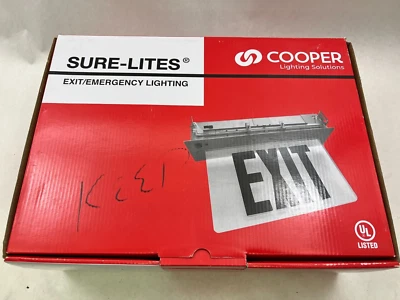 SURE-LITES®
EXIT/EMERGENCY LIGHTING
COOPER
Lighting Solutions
EXIT
UL
LISTED